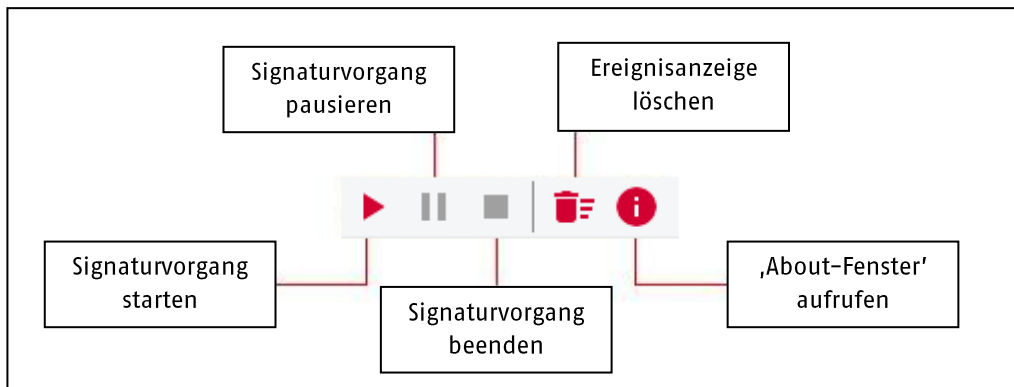 Signaturvorgang
pausieren
Ereignisanzeige
löschen
Signaturvorgang
starten
Signaturvorgang
beenden
‚About-Fenster’
aufrufen